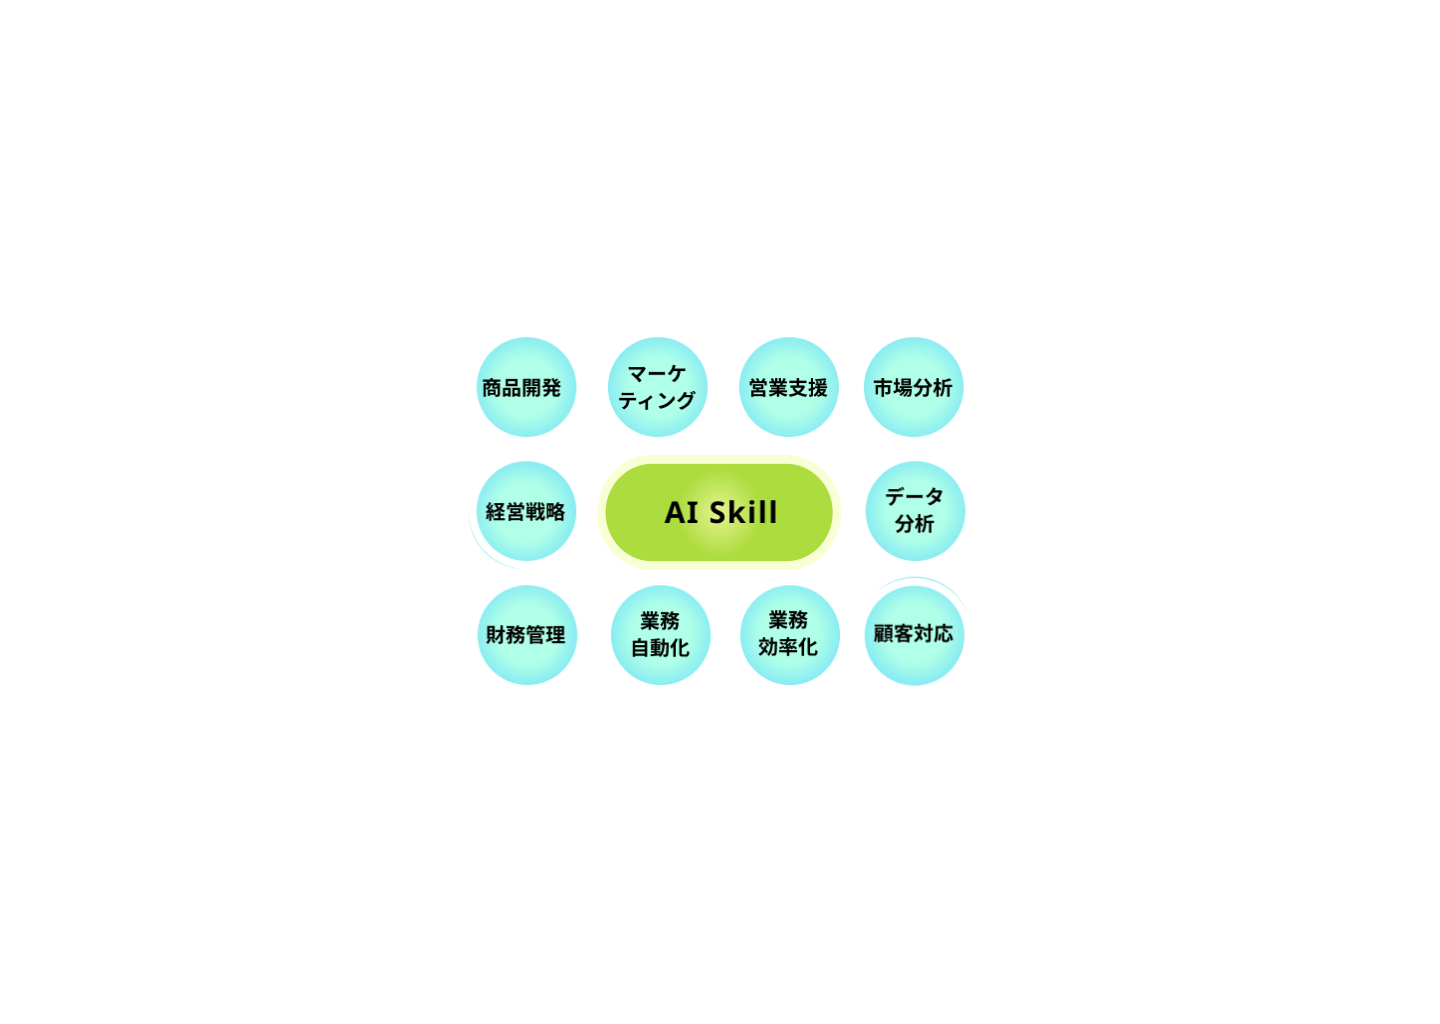 商品開発
マーケ
ティング
営業支援
市場分析
経営戦略
AI Skill
データ
分析
財務管理
業務
自動化
業務
効率化
顧客対応